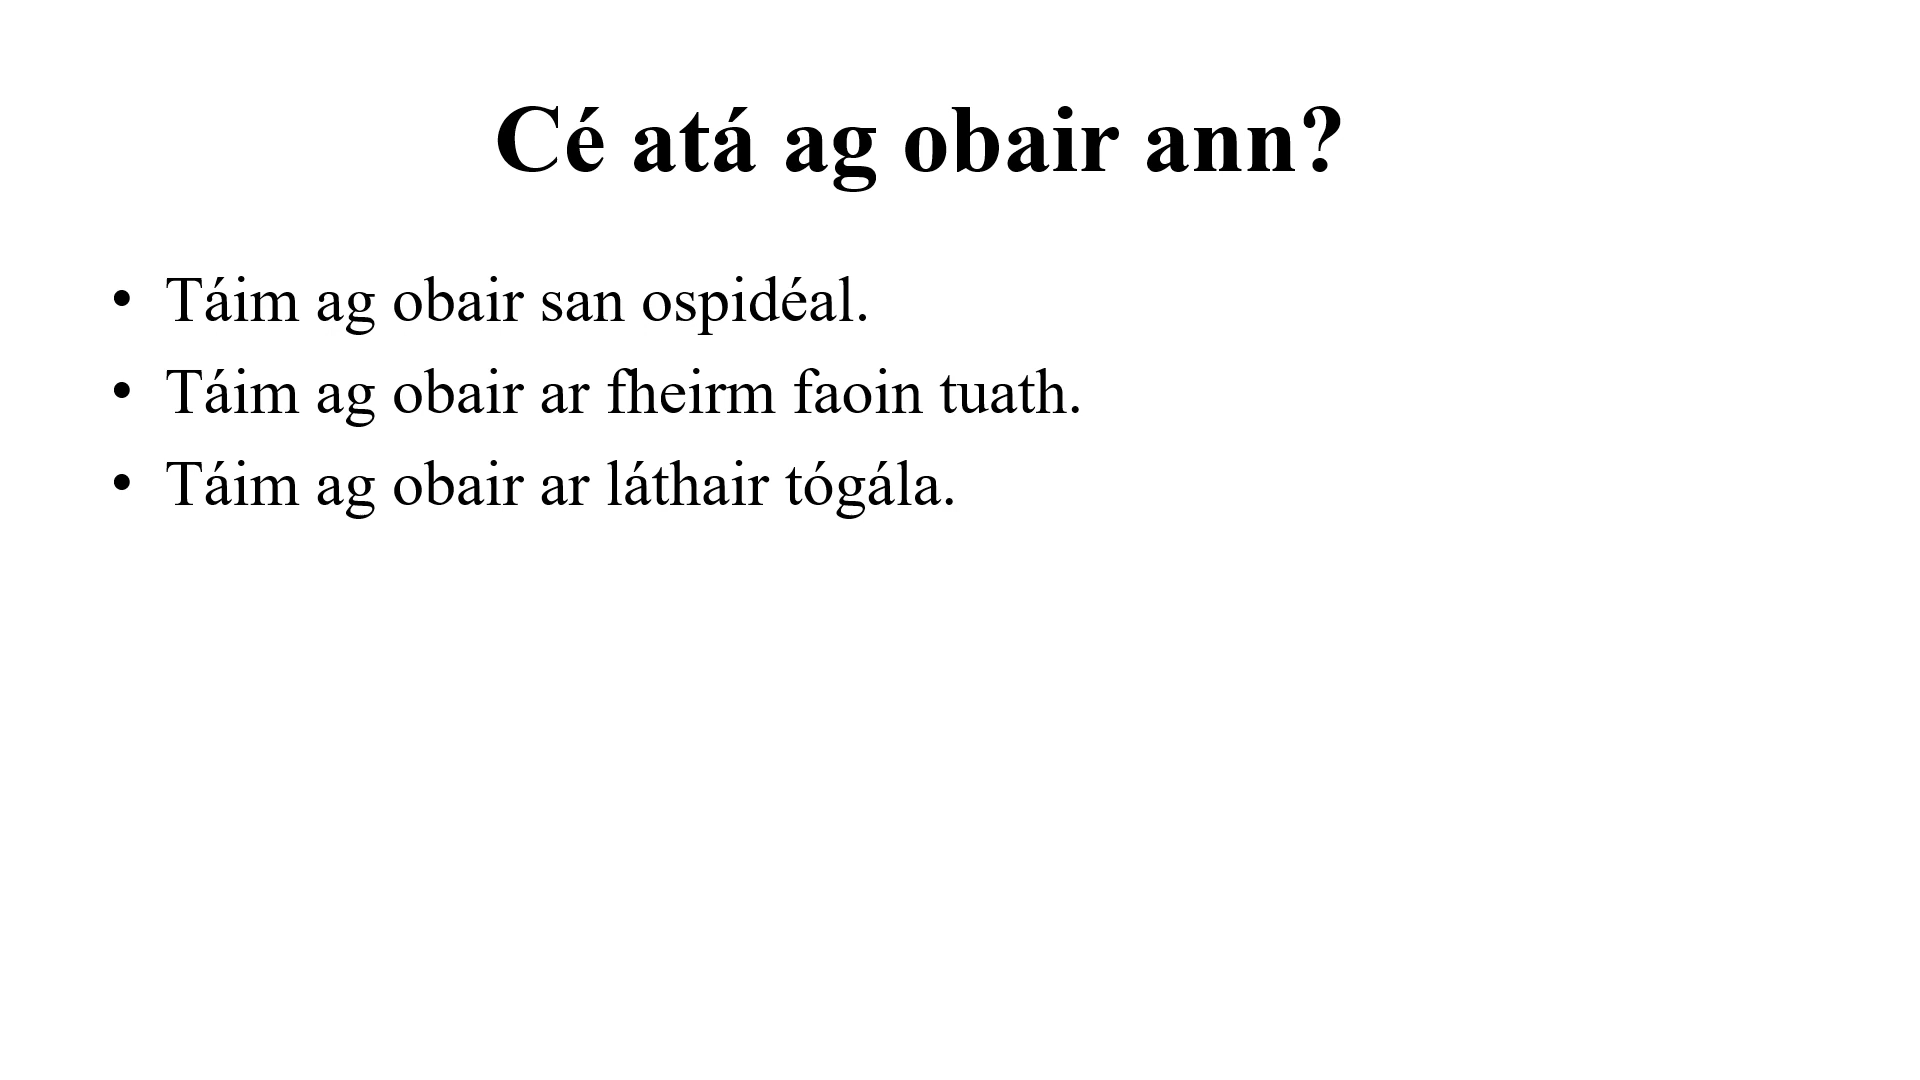 Cé atá ag obair ann?
• Táim ag obair san ospidéal.
• Táim ag obair ar fheirm faoin tuath.
• Táim ag obair ar láthair tógála.